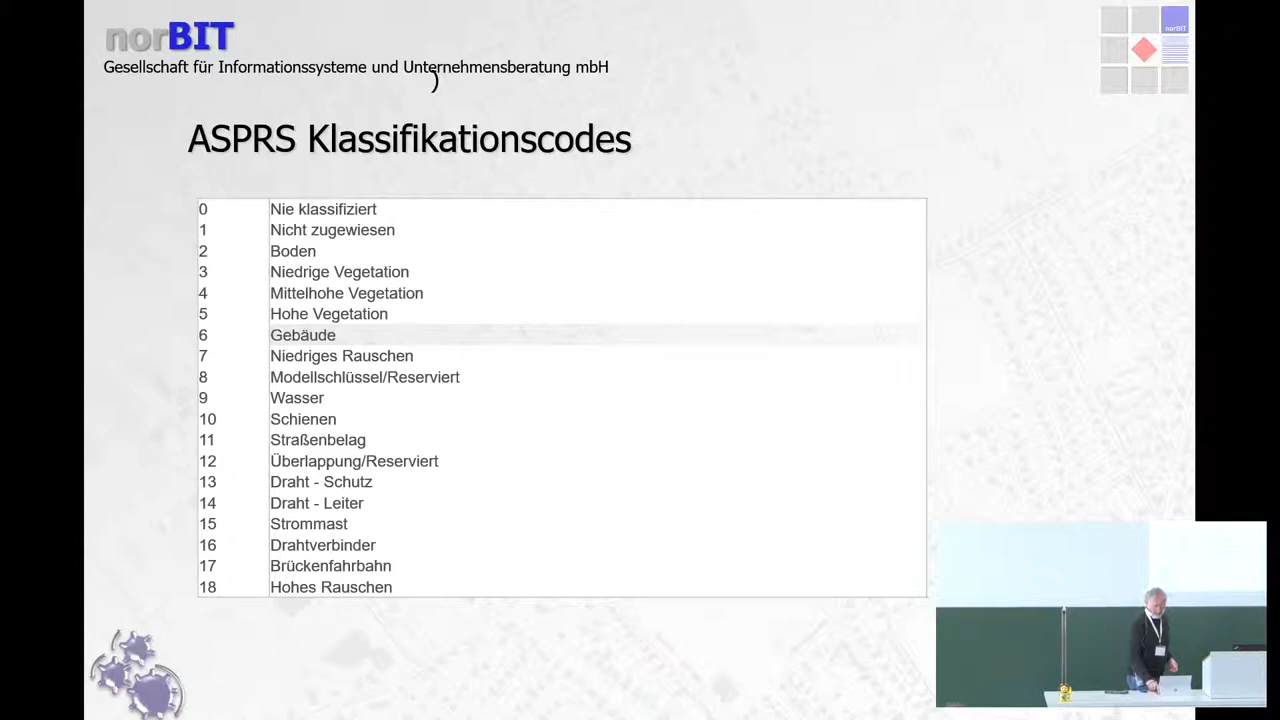 norBIT
norBIT
Gesellschaft für Informationssysteme und Unternehmensberatung mbH
)
ASPRS Klassifikationscodes
0 Nie klassifiziert
1 Nicht zugewiesen
2 Boden
3 Niedrige Vegetation
4 Mittelhohe Vegetation
5 Hohe Vegetation
6 Gebäude
7 Niedriges Rauschen
8 Modellschlüssel/Reserviert
9 Wasser
10 Schienen
11 Straßenbelag
12 Überlappung/Reserviert
13 Draht - Schutz
14 Draht - Leiter
15 Strommast
16 Drahtverbinder
17 Brückenfahrbahn
18 Hohes Rauschen